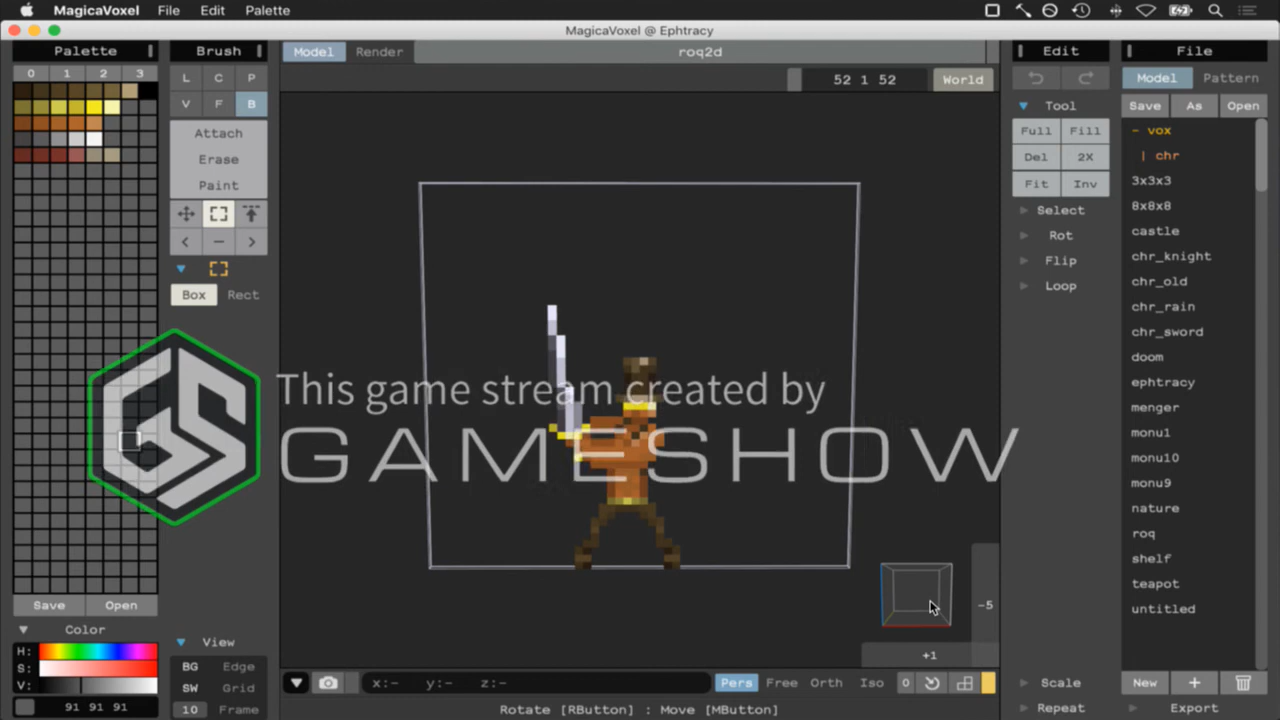 MagicaVoxel File Edit Palette
MagicaVoxel @ Ephtracy
Palette
0 1 2 3
Save Open
Color
H:
S:
V:
91 91 91
Brush
L C P
V F B
Attach
Erase
Paint
Box Rect
View
BG Edge
SW Grid
10 Frame
Model Render roq2d
52 1 52 World
This game stream created by
GAMESHOW
-5
+1
x:- y:- z:- Pers Free Orth Iso 0
Rotate [RButton] : Move [MButton]
Edit
Tool
Full Fill
Del 2X
Fit Inv
Select
Rot
Flip
Loop
Scale
Repeat
File
Model Pattern
Save As Open
- vox
| chr
3x3x3
8x8x8
castle
chr_knight
chr_old
chr_rain
chr_sword
doom
ephtracy
menger
monu1
monu10
monu9
nature
roq
shelf
teapot
untitled
New +
Export